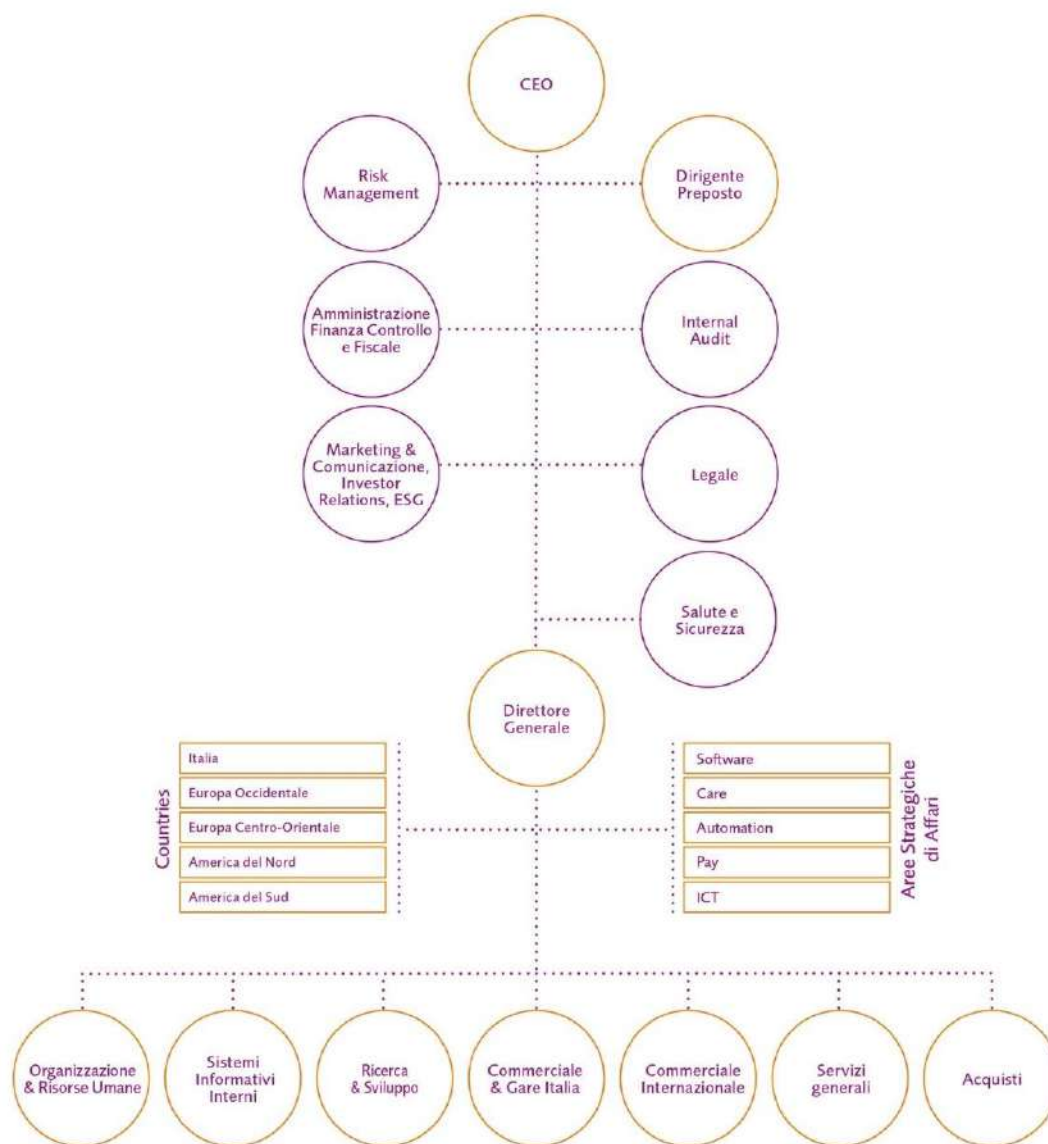 CEO
Risk
Management
Dirigente
Preposto
Amministrazione
Finanza Controllo
e Fiscale
Internal
Audit
Marketing &
Comunicazione,
Investor
Relations, ESG
Legale
Salute e
Sicurezza
Direttore
Generale
Countries
Italia
Europa Occidentale
Europa Centro-Orientale
America del Nord
America del Sud
Software
Care
Automation
Pay
ICT
Aree Strategiche
di Affari
Organizzazione
& Risorse Umane
Sistemi
Informativi
Interni
Ricerca
& Sviluppo
Commerciale
& Gare Italia
Commerciale
Internazionale
Servizi
generali
Acquisti